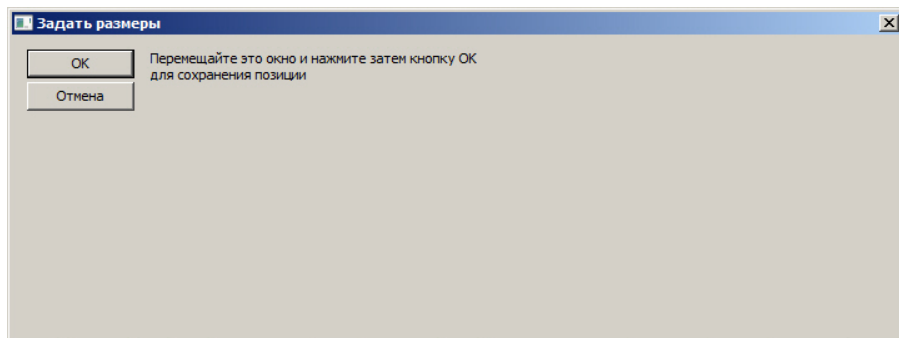 Задать размеры
OK
Перемещайте это окно и нажмите затем кнопку OK
для сохранения позиции
Отмена